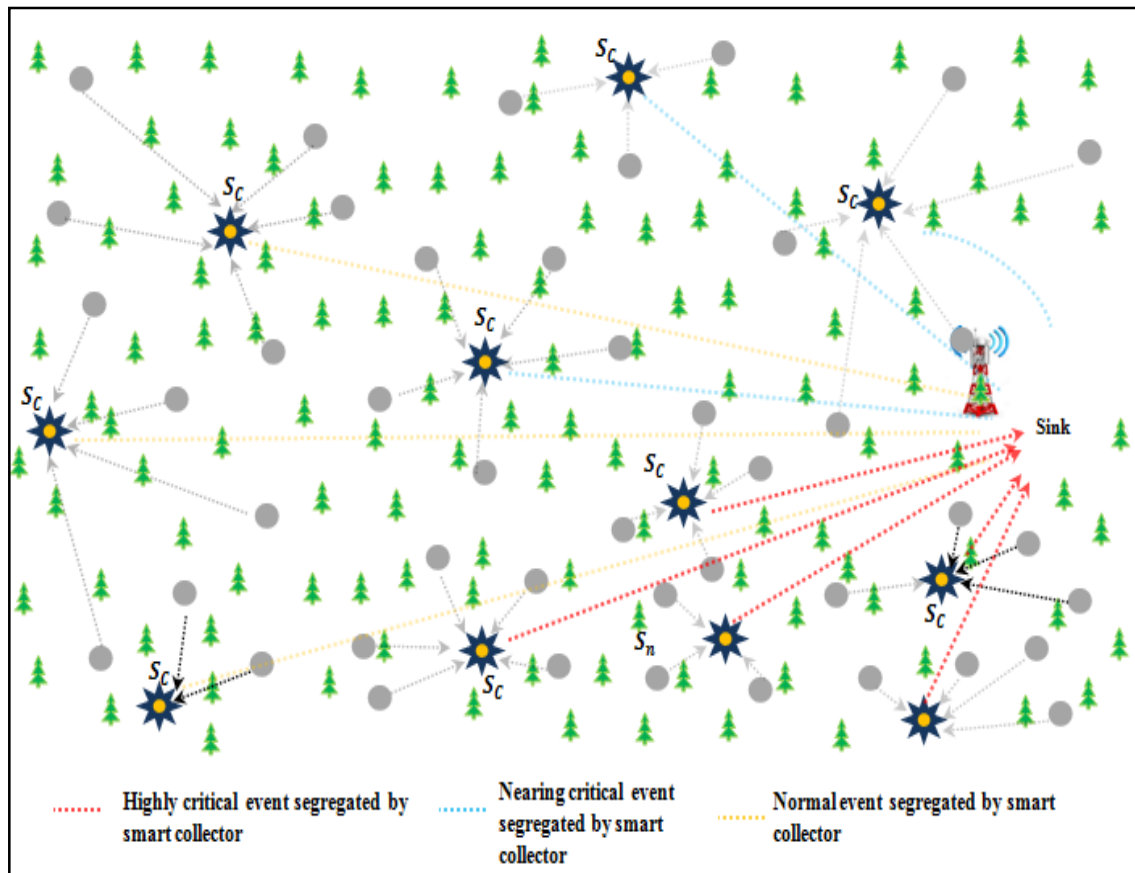 S_C
S_C
S_C
S_C
S_C
Sink
S_C
S_C
S_n
S_C
S_C
Highly critical event segregated by
smart collector
Nearing critical event
segregated by smart
collector
Normal event segregated by smart
collector